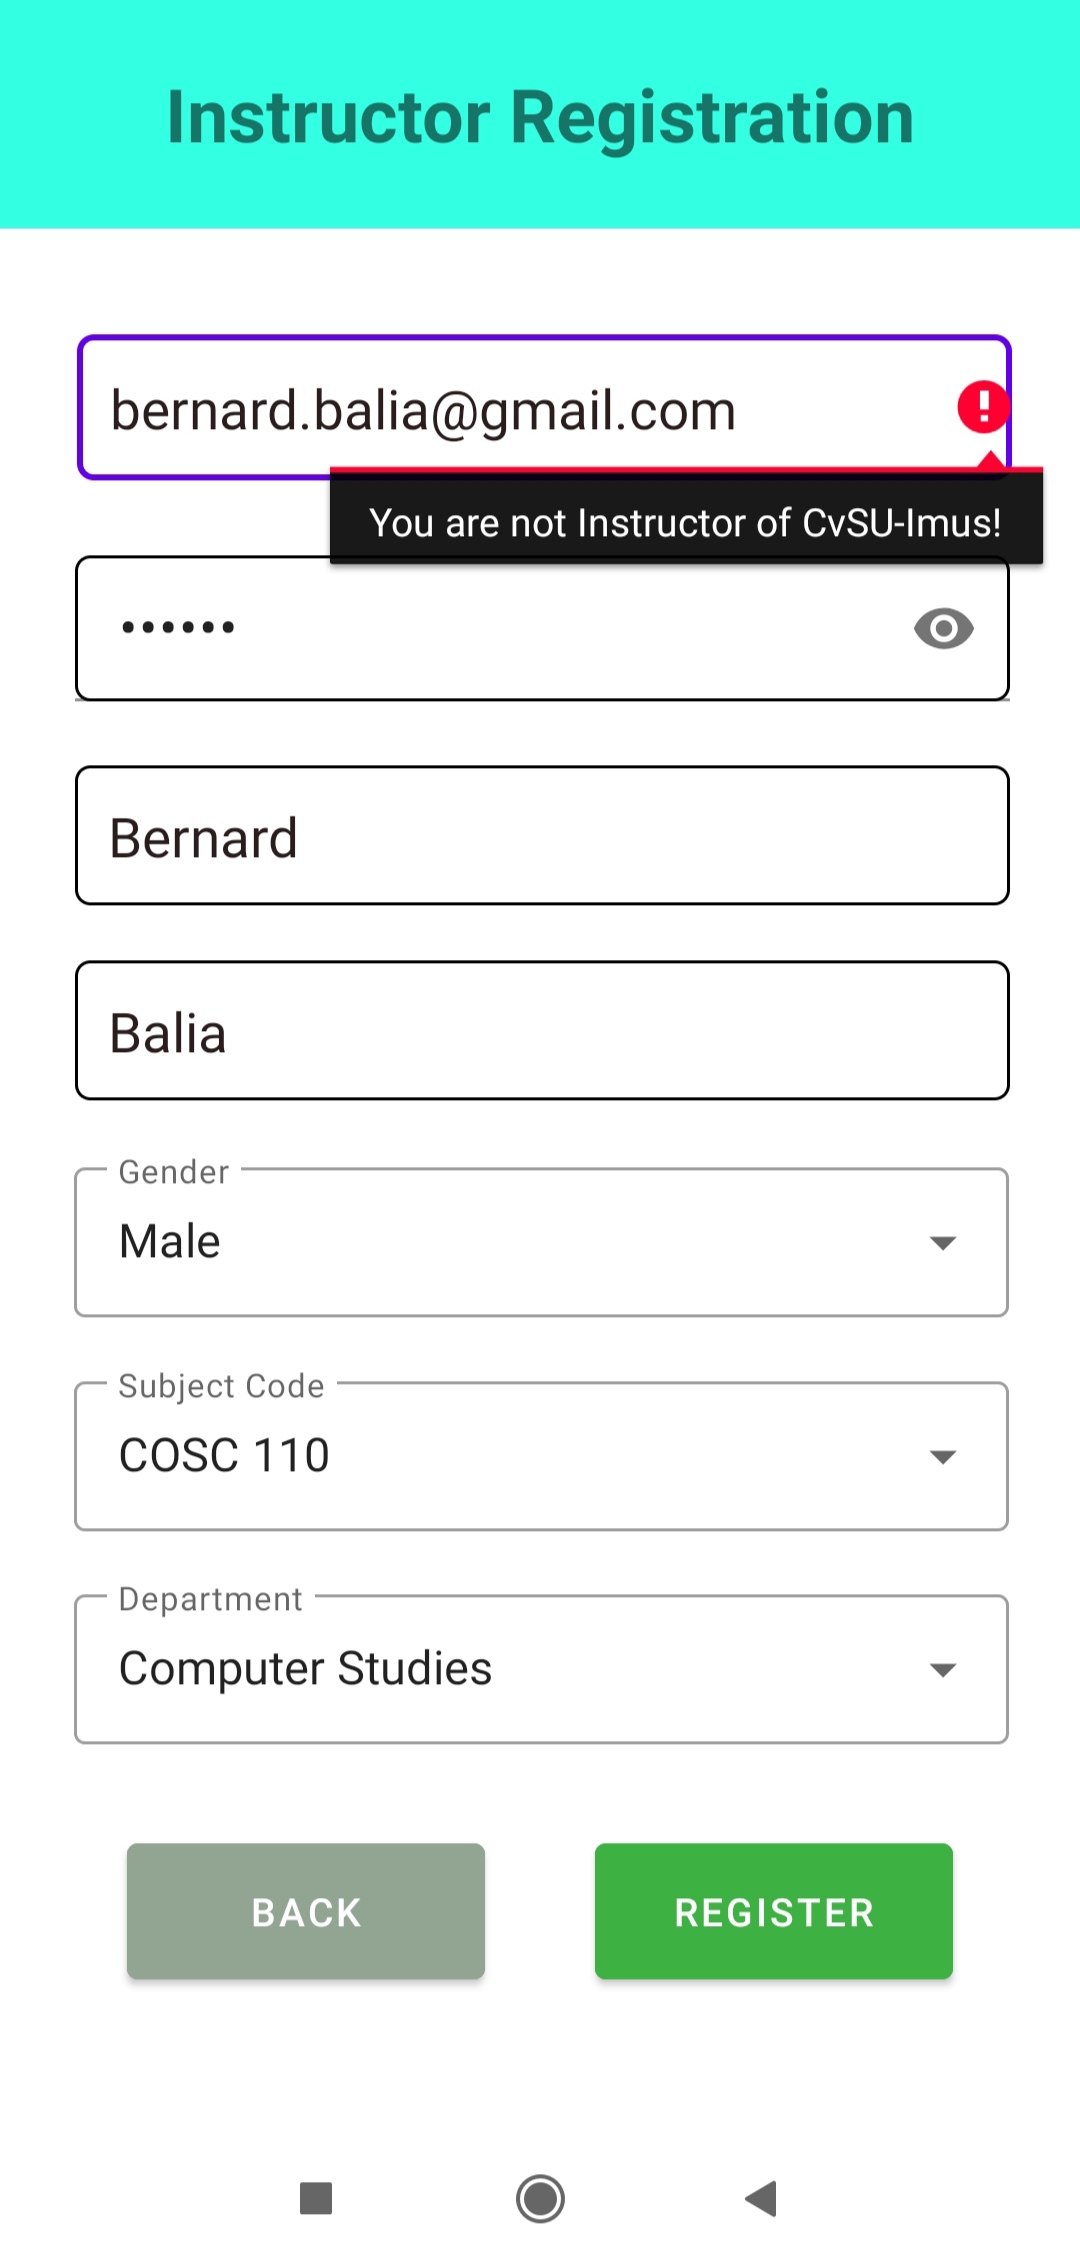 Instructor Registration
bernard.balia@gmail.com
You are not Instructor of CvSU-Imus!
••••••
Bernard
Balia
Gender
Male
Subject Code
COSC 110
Department
Computer Studies
BACK
REGISTER